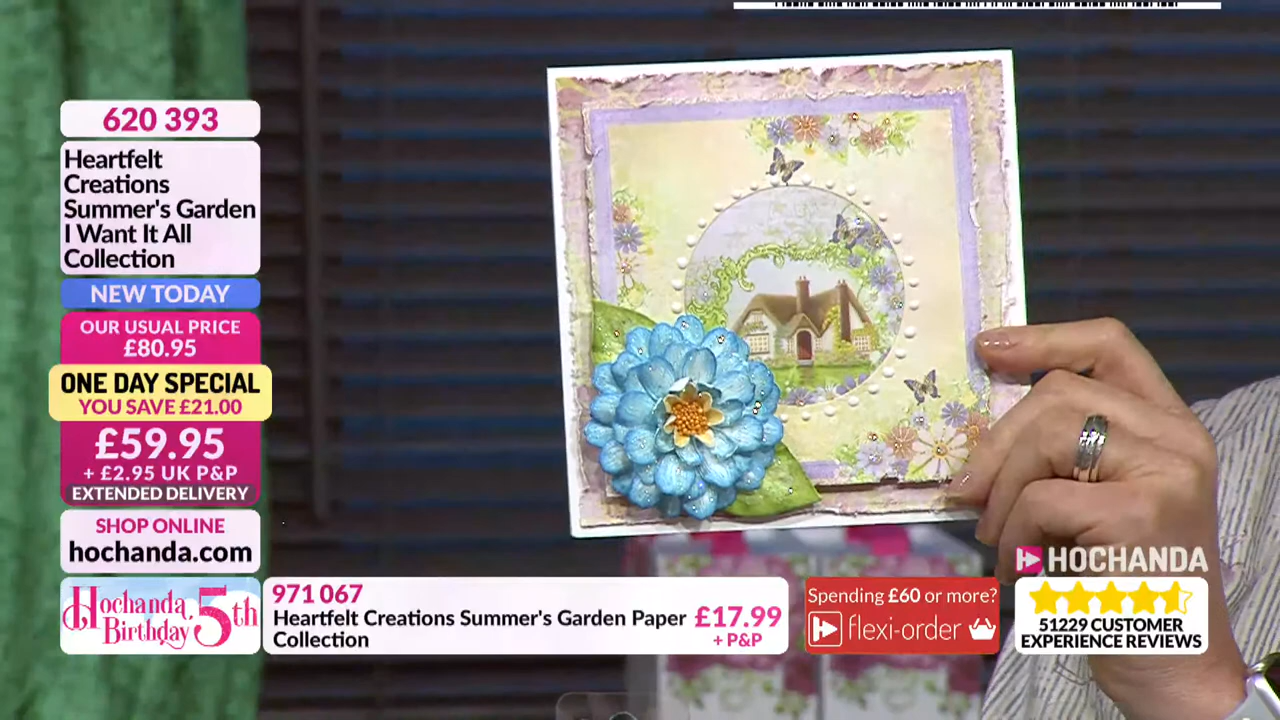 620 393
Heartfelt
Creations
Summer's Garden
I Want It All
Collection
NEW TODAY
OUR USUAL PRICE
£80.95
ONE DAY SPECIAL
YOU SAVE £21.00
£59.95
+ £2.95 UK P&P
EXTENDED DELIVERY
SHOP ONLINE
hochanda.com
Hochanda
Birthday 5th
971 067
Heartfelt Creations Summer's Garden Paper
Collection
£17.99
+ P&P
Spending £60 or more?
flexi-order
HOCHANDA
51229 CUSTOMER
EXPERIENCE REVIEWS